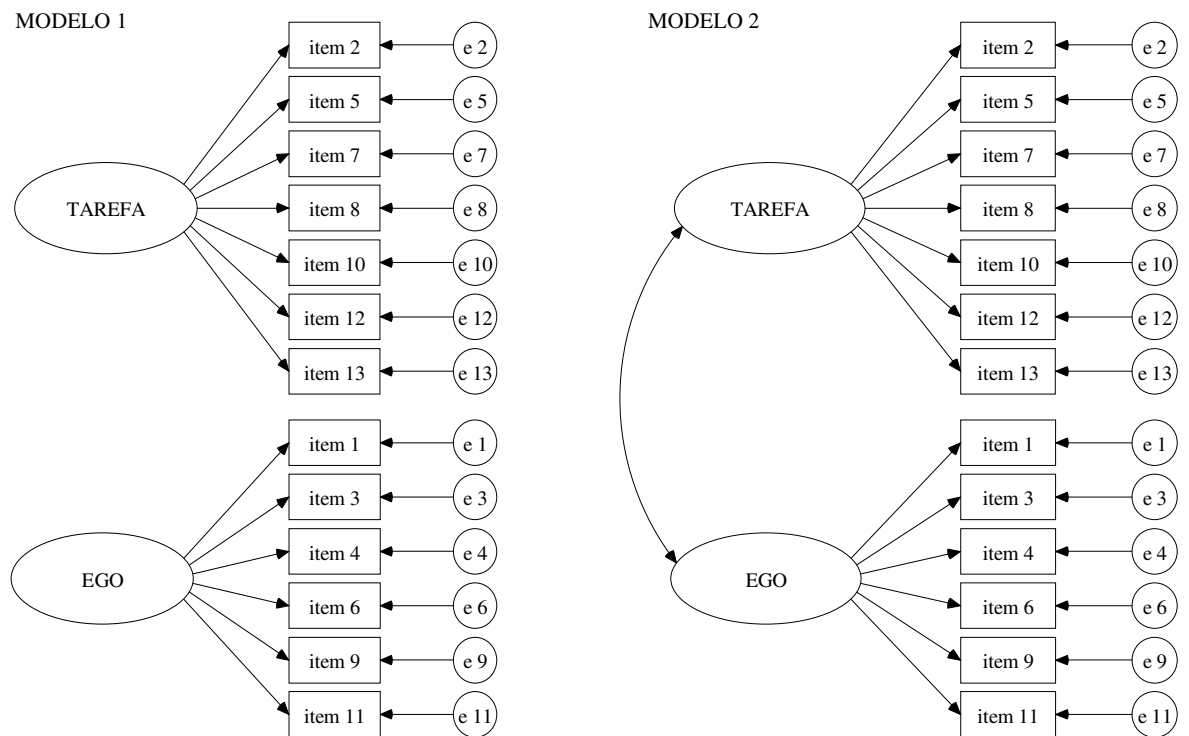 MODELO 1
item 2
e 2
item 5
e 5
item 7
e 7
TAREFA
item 8
e 8
item 10
e 10
item 12
e 12
item 13
e 13
item 1
e 1
item 3
e 3
item 4
e 4
EGO
item 6
e 6
item 9
e 9
item 11
e 11
MODELO 2
item 2
e 2
item 5
e 5
item 7
e 7
TAREFA
item 8
e 8
item 10
e 10
item 12
e 12
item 13
e 13
item 1
e 1
item 3
e 3
item 4
e 4
EGO
item 6
e 6
item 9
e 9
item 11
e 11